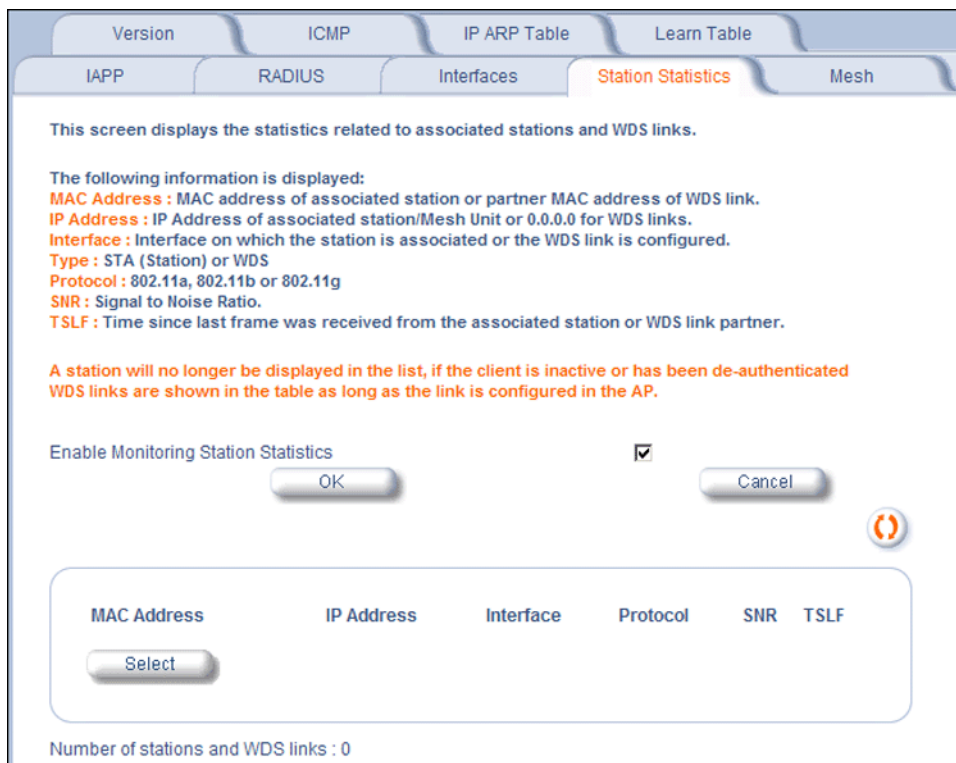 Version ICMP IP ARP Table Learn Table
IAPP RADIUS Interfaces Station Statistics Mesh
This screen displays the statistics related to associated stations and WDS links.
The following information is displayed:
MAC Address : MAC address of associated station or partner MAC address of WDS link.
IP Address : IP Address of associated station/Mesh Unit or 0.0.0.0 for WDS links.
Interface : Interface on which the station is associated or the WDS link is configured.
Type : STA (Station) or WDS
Protocol : 802.11a, 802.11b or 802.11g
SNR : Signal to Noise Ratio.
TSLF : Time since last frame was received from the associated station or WDS link partner.
A station will no longer be displayed in the list, if the client is inactive or has been de-authenticated
WDS links are shown in the table as long as the link is configured in the AP.
Enable Monitoring Station Statistics
OK Cancel
MAC Address IP Address Interface Protocol SNR TSLF
Select
Number of stations and WDS links : 0